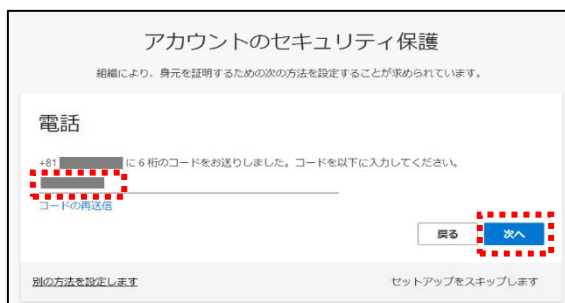 アカウントのセキュリティ保護
組織により、身元を証明するための次の方法を設定することが求められています。
電話
+81 に 6 桁のコードをお送りしました。コードを以下に入力してください。
コードの再送信
戻る 次へ
別の方法を設定します セットアップをスキップします